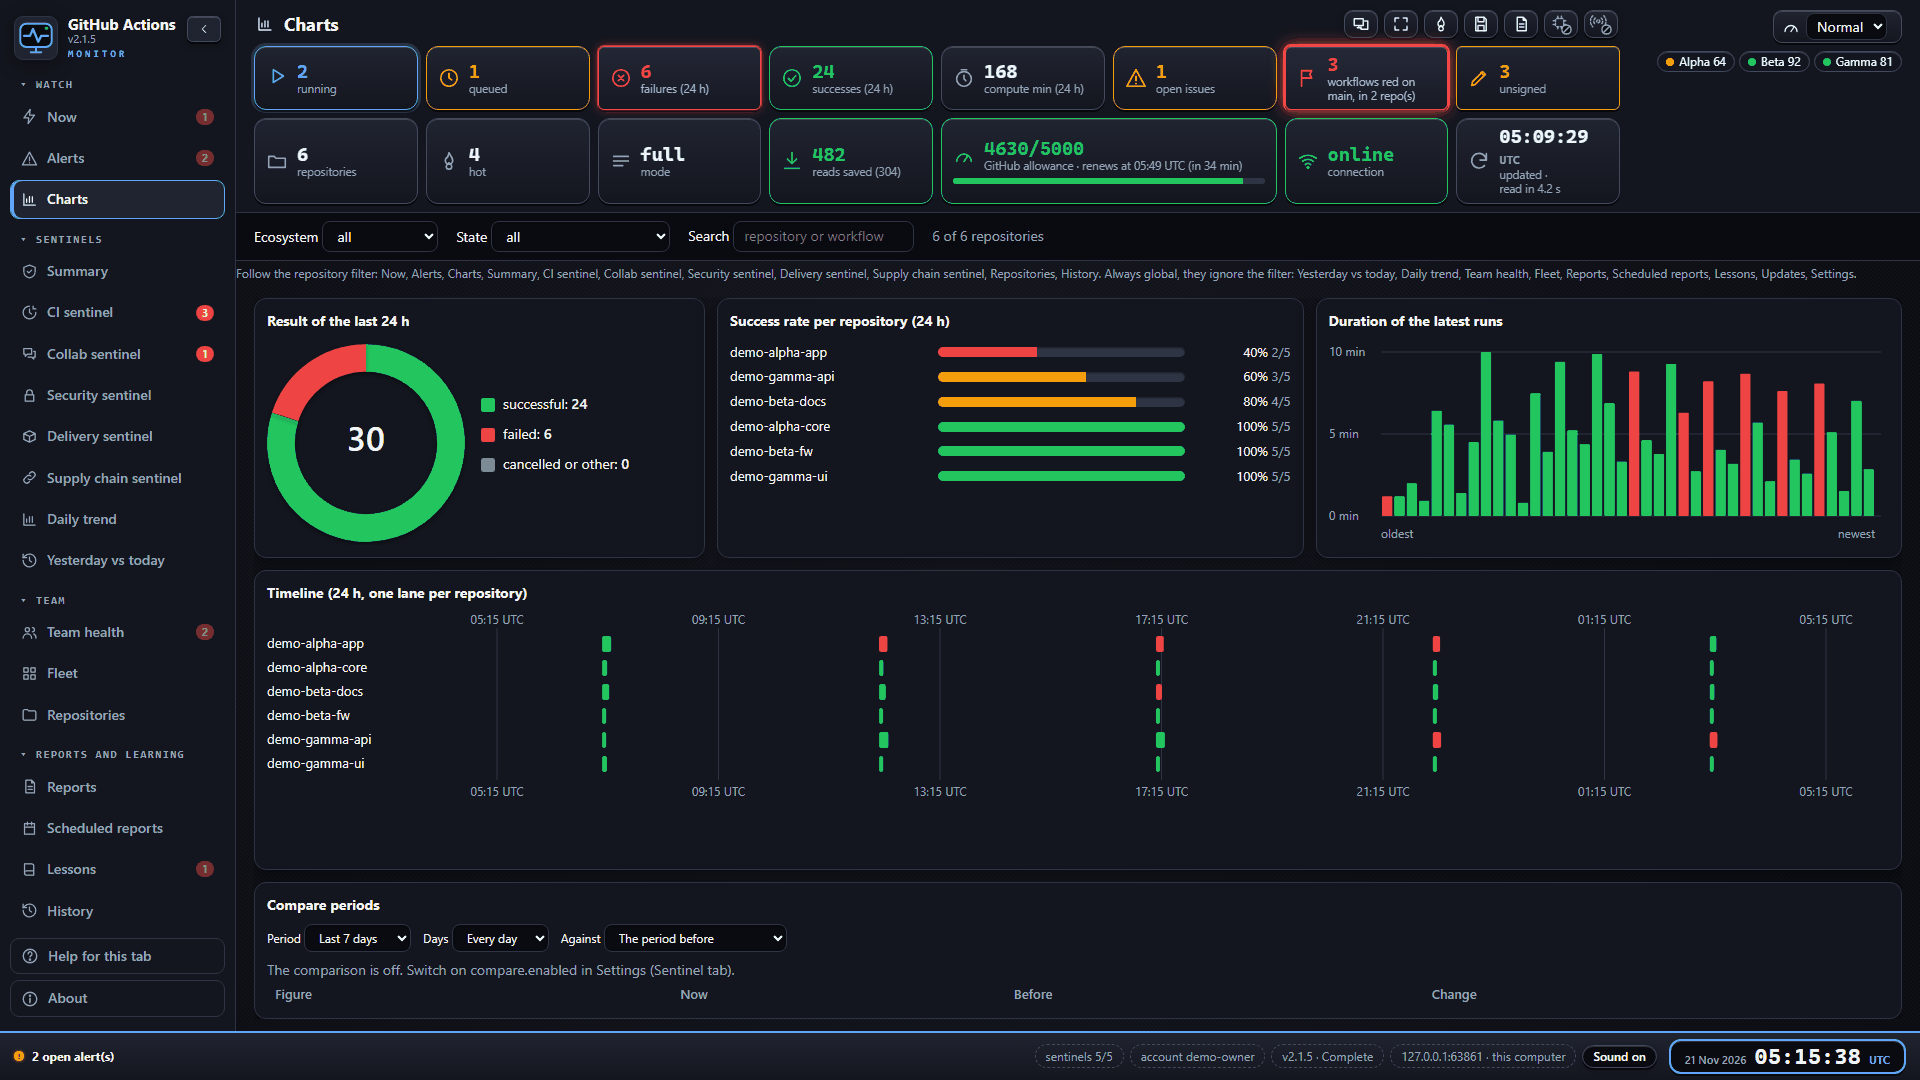 GitHub Actions
v2.1.5
MONITOR
WATCH
Now 1
Alerts 2
Charts
SENTINELS
Summary
CI sentinel 3
Collab sentinel 1
Security sentinel
Delivery sentinel
Supply chain sentinel
Daily trend
Yesterday vs today
TEAM
Team health 2
Fleet
Repositories
REPORTS AND LEARNING
Reports
Scheduled reports
Lessons 1
History
Help for this tab
About
Charts
Normal
2
running
1
queued
6
failures (24 h)
24
successes (24 h)
168
compute min (24 h)
1
open issues
3
workflows red on
main, in 2 repo(s)
3
unsigned
Alpha 64
Beta 92
Gamma 81
6
repositories
4
hot
full
mode
482
reads saved (304)
4630/5000
GitHub allowance · renews at 05:49 UTC (in 34 min)
online
connection
05:09:29
UTC
updated ·
read in 4.2 s
Ecosystem all State all Search repository or workflow 6 of 6 repositories
Follow the repository filter: Now, Alerts, Charts, Summary, CI sentinel, Collab sentinel, Security sentinel, Delivery sentinel, Supply chain sentinel, Repositories, History. Always global, they ignore the filter: Yesterday vs today, Daily trend, Team health, Fleet, Reports, Scheduled reports, Lessons, Updates, Settings.
Result of the last 24 h
30
successful: 24
failed: 6
cancelled or other: 0
Success rate per repository (24 h)
demo-alpha-app 40% 2/5
demo-gamma-api 60% 3/5
demo-beta-docs 80% 4/5
demo-alpha-core 100% 5/5
demo-beta-fw 100% 5/5
demo-gamma-ui 100% 5/5
Duration of the latest runs
10 min
5 min
0 min
oldest newest
Timeline (24 h, one lane per repository)
05:15 UTC 09:15 UTC 13:15 UTC 17:15 UTC 21:15 UTC 01:15 UTC 05:15 UTC
demo-alpha-app
demo-alpha-core
demo-beta-docs
demo-beta-fw
demo-gamma-api
demo-gamma-ui
05:15 UTC 09:15 UTC 13:15 UTC 17:15 UTC 21:15 UTC 01:15 UTC 05:15 UTC
Compare periods
Period Last 7 days Days Every day Against The period before
The comparison is off. Switch on compare.enabled in Settings (Sentinel tab).
Figure Now Before Change
2 open alert(s)
sentinels 5/5
account demo-owner
v2.1.5 · Complete
127.0.0.1:63861 · this computer
Sound on
21 Nov 2026 05:15:38 UTC